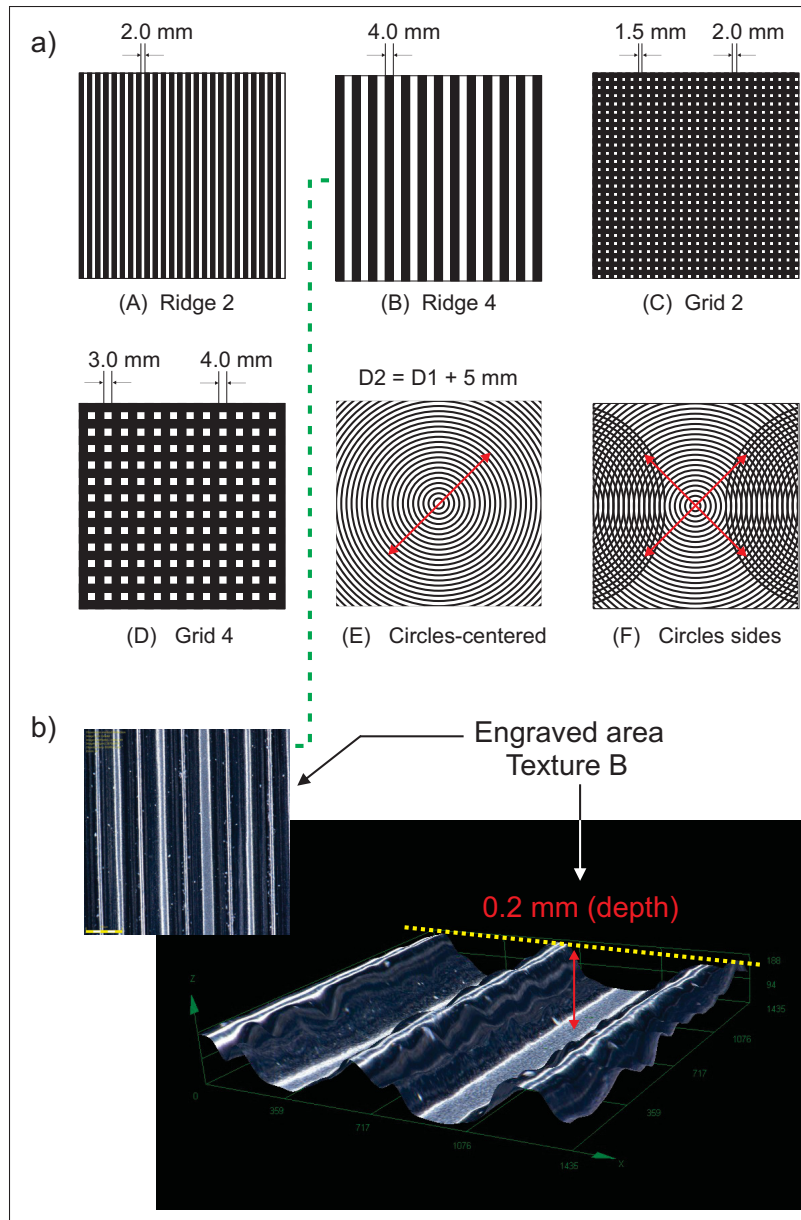 a)
2.0 mm
4.0 mm
1.5 mm
2.0 mm
(A) Ridge 2
(B) Ridge 4
(C) Grid 2
3.0 mm
4.0 mm
D2 = D1 + 5 mm
(D) Grid 4
(E) Circles-centered
(F) Circles sides
b)
Engraved area
Texture B
0.2 mm (depth)
Z
188
94
1435
1076
717
359
0
359
717
1076
1435
X